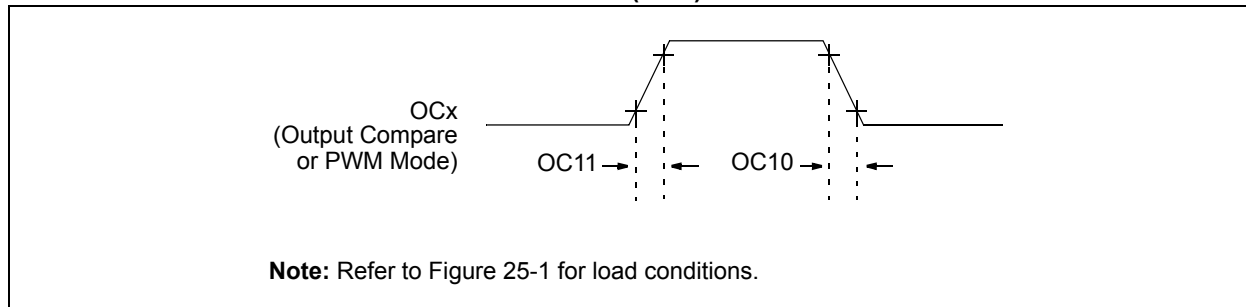 OCx
(Output Compare
or PWM Mode)
OC11
OC10
Note: Refer to Figure 25-1 for load conditions.